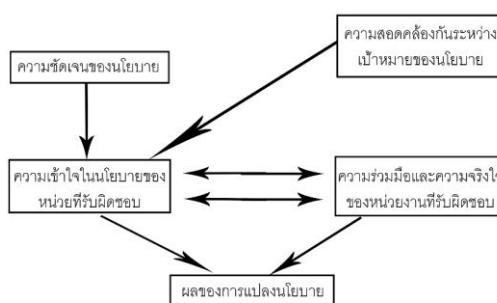 ความสอดคล้องกันระหว่าง
เป้าหมายของนโยบาย
ความชัดเจนของนโยบาย
ความเข้าใจในนโยบายของ
หน่วยที่รับผิดชอบ
ความร่วมมือและความจริงใจ
ของหน่วยงานที่รับผิดชอบ
ผลของการแปลงนโยบาย